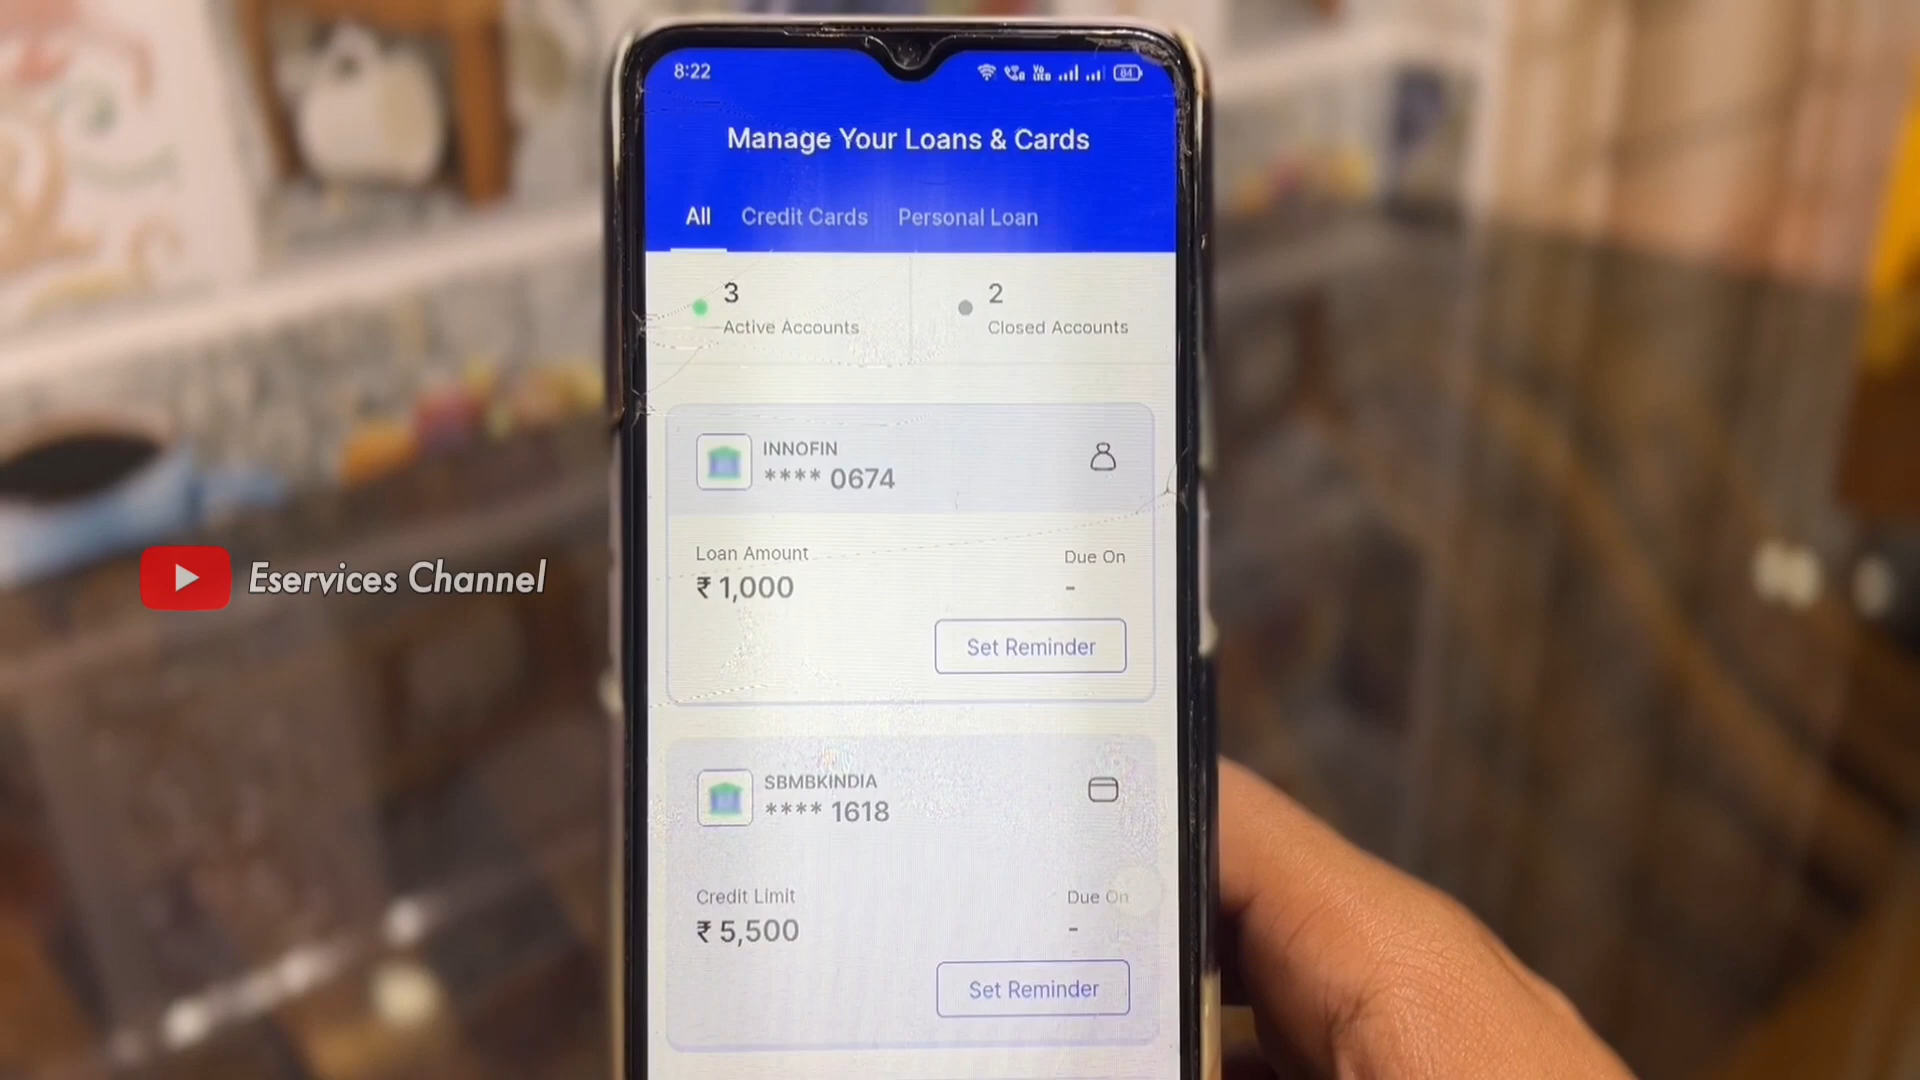 8:22
84
Manage Your Loans & Cards
All Credit Cards Personal Loan
3
Active Accounts
2
Closed Accounts
INNOFIN
**** 0674
Loan Amount
₹ 1,000
Due On
-
Set Reminder
SBMBKINDIA
**** 1618
Credit Limit
₹ 5,500
Due On
-
Set Reminder
Eservices Channel